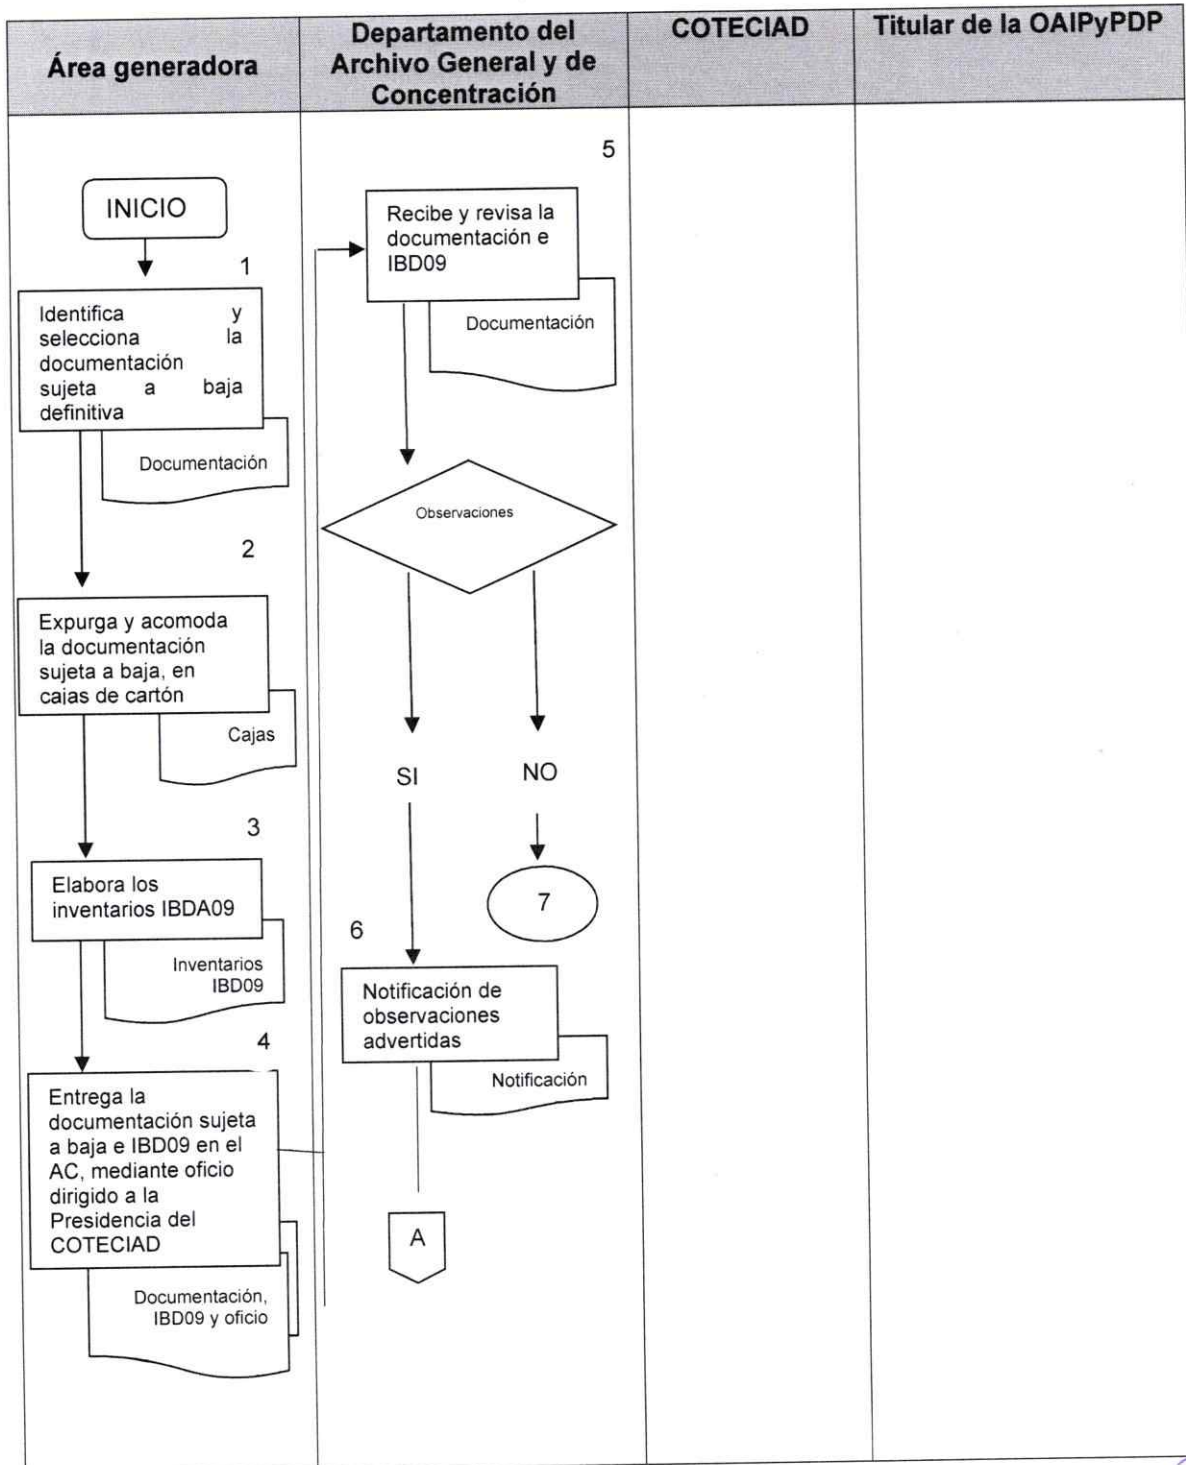 Área generadora
Departamento del
Archivo General y de
Concentración
COTECIAD
Titular de la OAIPyPDP
INICIO
1
Identifica y
selecciona la
documentación
sujeta a baja
definitiva
Documentación
2
Expurga y acomoda
la documentación
sujeta a baja, en
cajas de cartón
Cajas
3
Elabora los
inventarios IBDA09
Inventarios
IBD09
4
Entrega la
documentación sujeta
a baja e IBD09 en el
AC, mediante oficio
dirigido a la
Presidencia del
COTECIAD
Documentación,
IBD09 y oficio
5
Recibe y revisa la
documentación e
IBD09
Documentación
Observaciones
SI
NO
7
6
Notificación de
observaciones
advertidas
Notificación
A